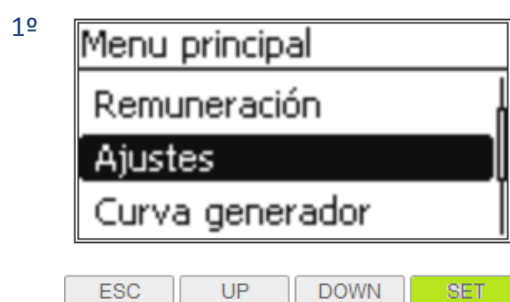 1º
Menu principal
Remuneración
Ajustes
Curva generador
ESC UP DOWN SET